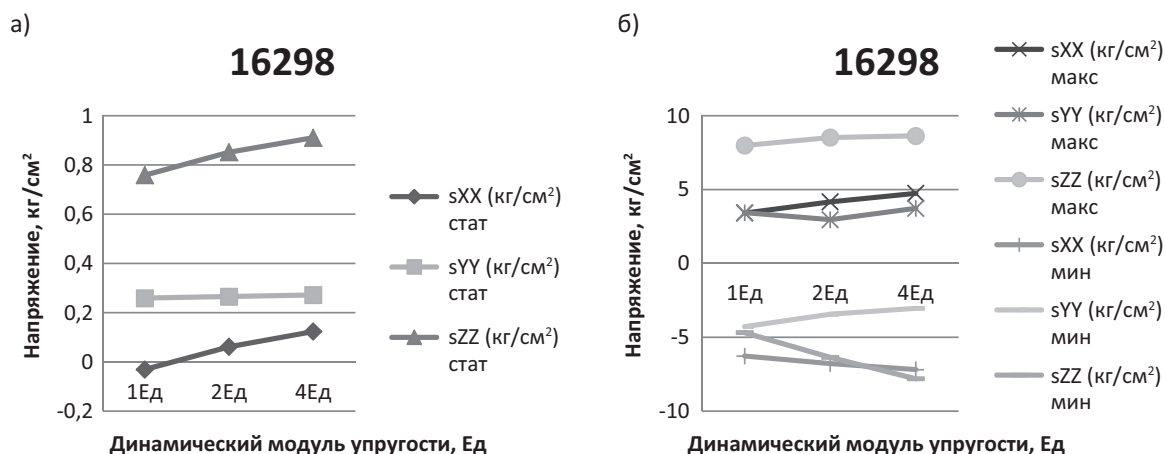 а)
16298
Напряжение, кг/см²
1
0,8
0,6
0,4
0,2
0
-0,2
1Ед 2Ед 4Ед
Динамический модуль упругости, Ед
sXX (кг/см²)
стат
sYY (кг/см²)
стат
sZZ (кг/см²)
стат
б)
16298
Напряжение, кг/см²
10
5
0
-5
-10
1Ед 2Ед 4Ед
Динамический модуль упругости, Ед
sXX (кг/см²)
макс
sYY (кг/см²)
макс
sZZ (кг/см²)
макс
sXX (кг/см²)
мин
sYY (кг/см²)
мин
sZZ (кг/см²)
мин